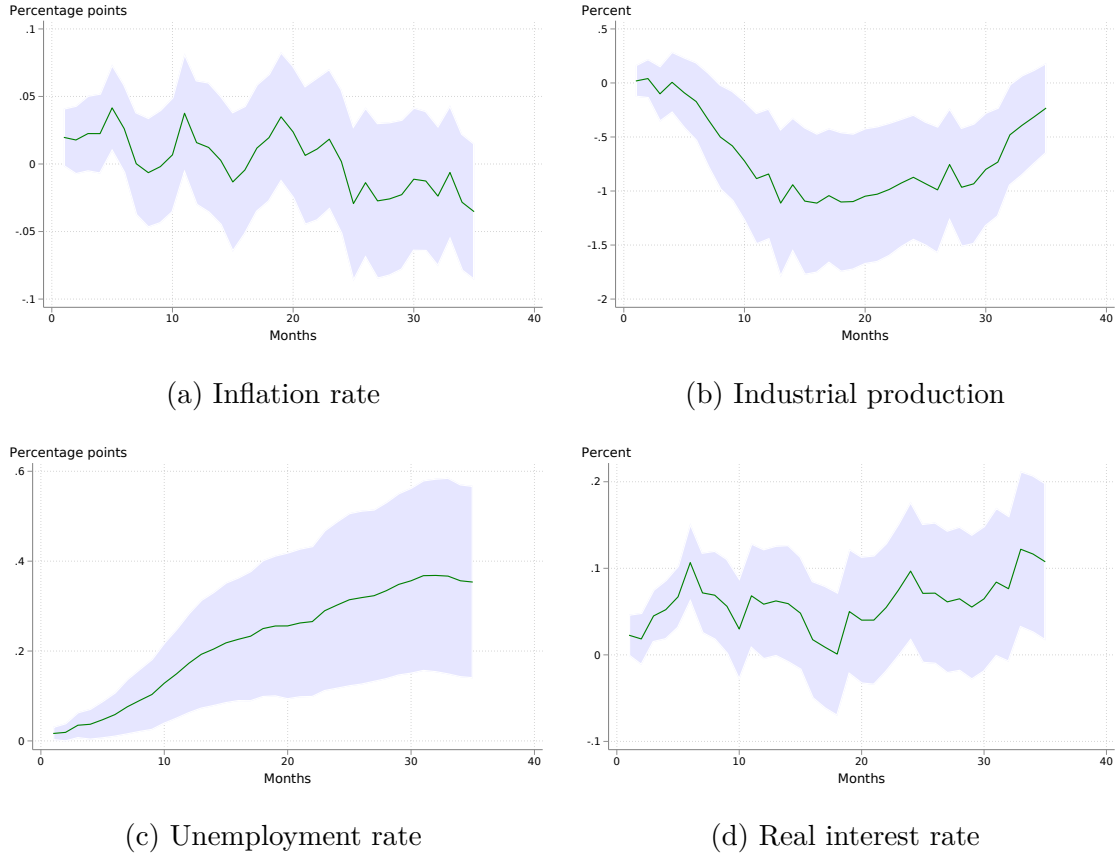 Percentage points
.1
.05
0
-.05
-.1
0 10 20 30 40
Months
(a) Inflation rate
Percent
.5
0
-.5
-1
-1.5
-2
0 10 20 30 40
Months
(b) Industrial production
Percentage points
.6
.4
.2
0
0 10 20 30 40
Months
(c) Unemployment rate
Percent
.2
.1
0
-.1
0 10 20 30 40
Months
(d) Real interest rate